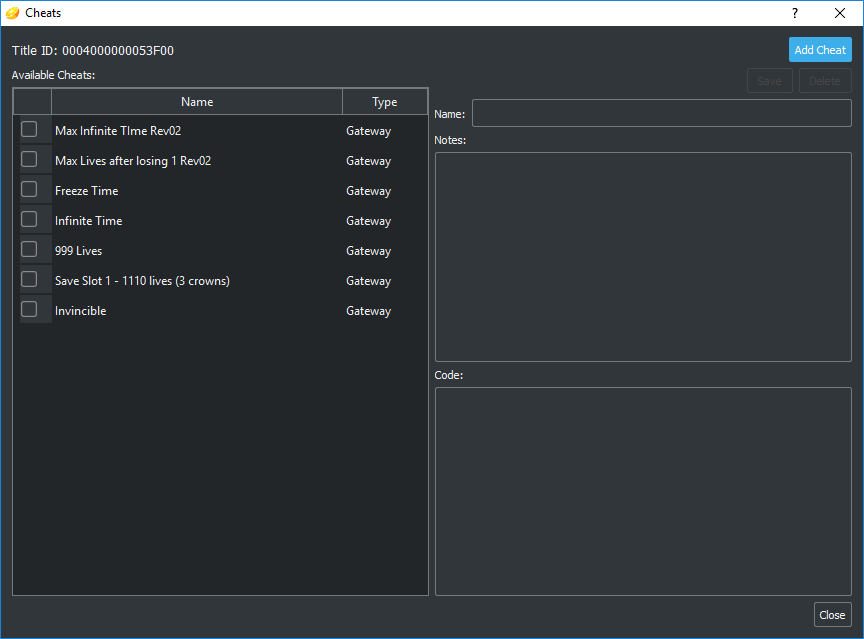 Cheats
?
Title ID: 0004000000053F00
Add Cheat
Available Cheats:
Save Delete
Name Type
Name:
Max Infinite TIme Rev02 Gateway
Notes:
Max Lives after losing 1 Rev02 Gateway
Freeze Time Gateway
Infinite Time Gateway
999 Lives Gateway
Save Slot 1 - 1110 lives (3 crowns) Gateway
Invincible Gateway
Code:
Close